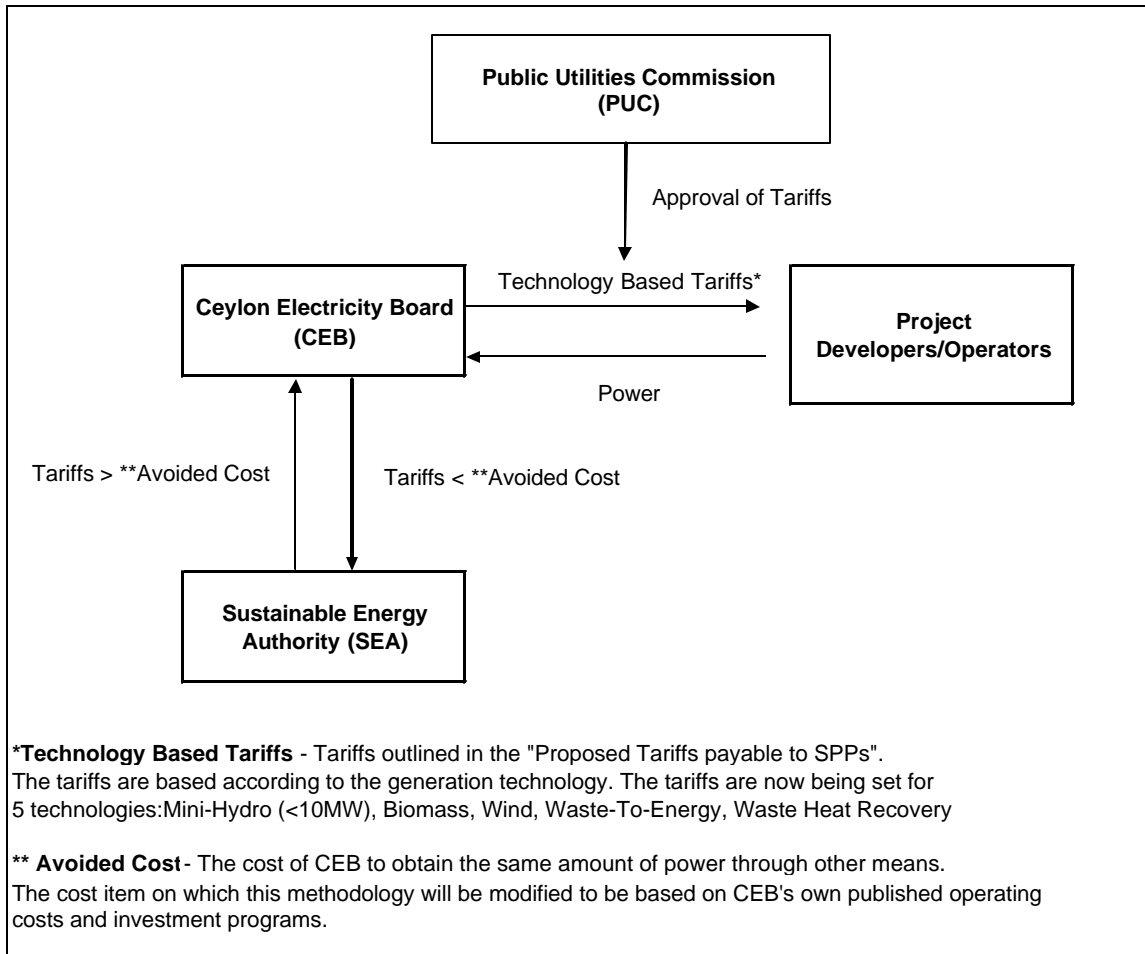 Public Utilities Commission
(PUC)
Approval of Tariffs
Technology Based Tariffs*
Ceylon Electricity Board
(CEB)
Project
Developers/Operators
Power
Tariffs > **Avoided Cost
Tariffs < **Avoided Cost
Sustainable Energy
Authority (SEA)
*Technology Based Tariffs - Tariffs outlined in the "Proposed Tariffs payable to SPPs".
The tariffs are based according to the generation technology. The tariffs are now being set for
5 technologies:Mini-Hydro (<10MW), Biomass, Wind, Waste-To-Energy, Waste Heat Recovery
** Avoided Cost - The cost of CEB to obtain the same amount of power through other means.
The cost item on which this methodology will be modified to be based on CEB's own published operating
costs and investment programs.